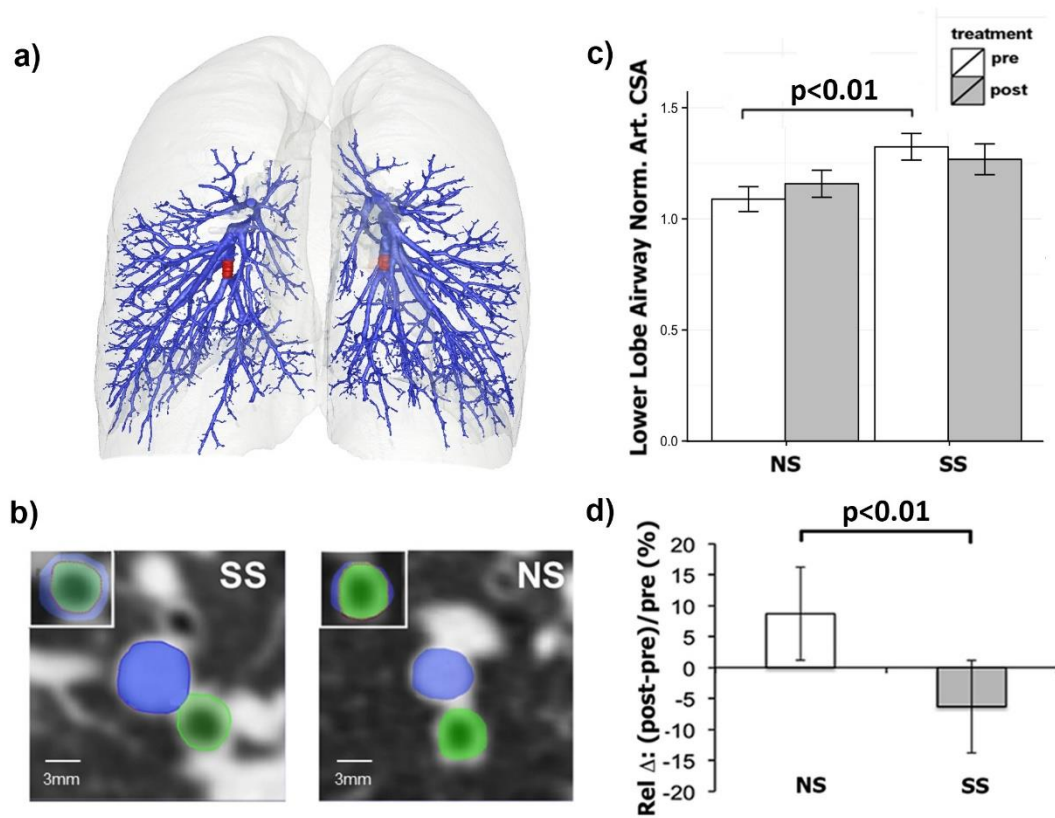 a)
b)
SS
3mm
NS
3mm
c)
treatment
pre
post
p<0.01
Lower Lobe Airway Norm. Art. CSA
1.5
1.0
0.5
0.0
NS
SS
d)
p<0.01
Rel Δ: (post-pre)/pre (%)
20
15
10
5
0
-5
-10
-15
-20
NS
SS